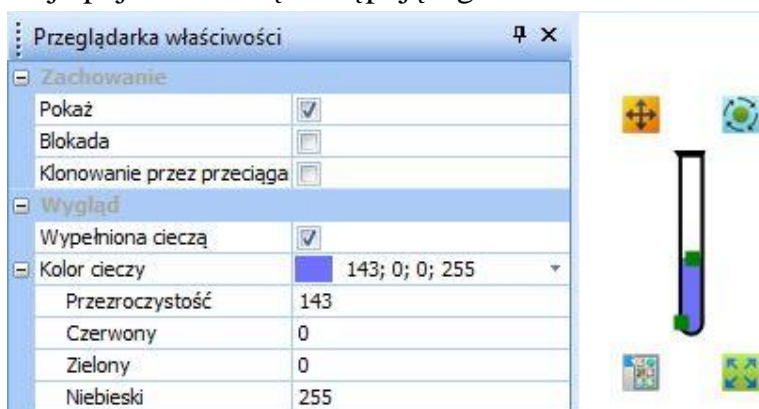 Przeglądarka właściwości
Zachowanie
Pokaż
Blokada
Klonowanie przez przeciąga
Wygląd
Wypełniona cieczą
Kolor cieczy 143; 0; 0; 255
Przezroczystość 143
Czerwony 0
Zielony 0
Niebieski 255